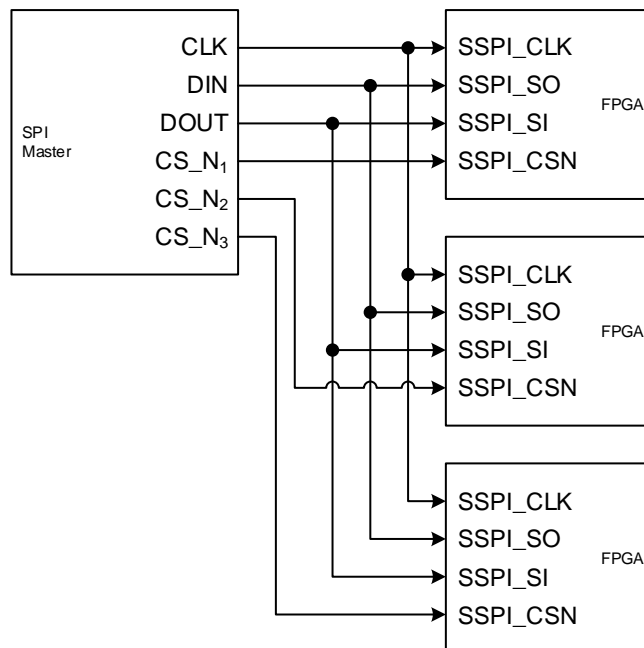 CLK
DIN
DOUT
CS_N₁
CS_N₂
CS_N₃
SPI
Master
SSPI_CLK
SSPI_SO
SSPI_SI
SSPI_CSN
FPGA
SSPI_CLK
SSPI_SO
SSPI_SI
SSPI_CSN
FPGA
SSPI_CLK
SSPI_SO
SSPI_SI
SSPI_CSN
FPGA